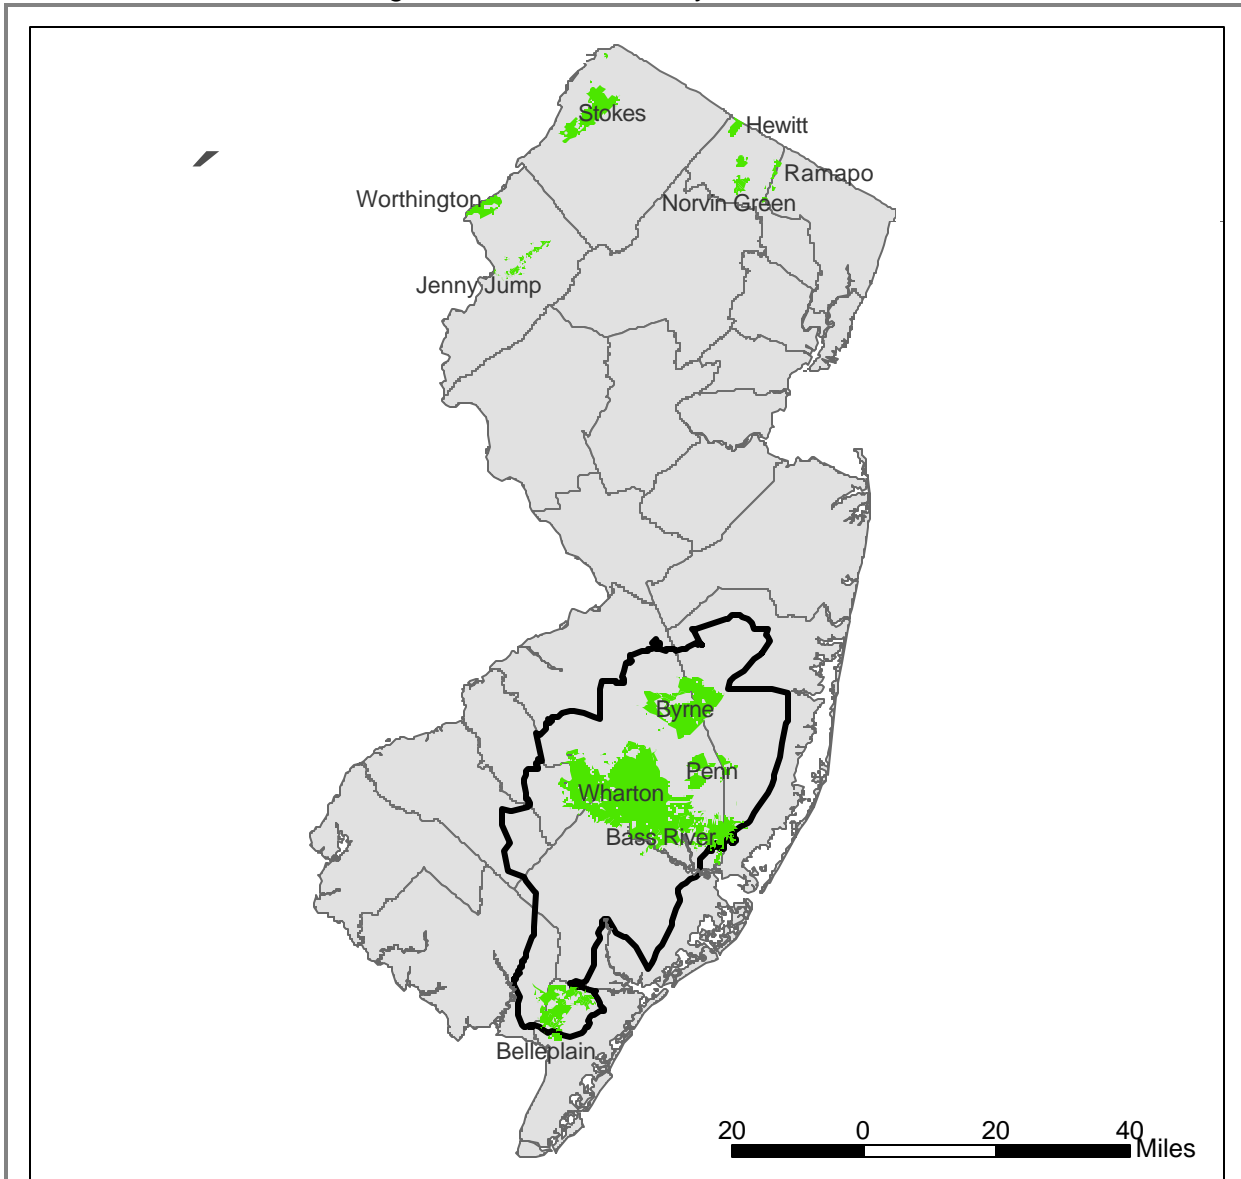 Stokes
Hewitt
Ramapo
Worthington
Norvin Green
Jenny Jump
Byrne
Penn
Wharton
Bass River
Belleplain
20 0 20 40 Miles